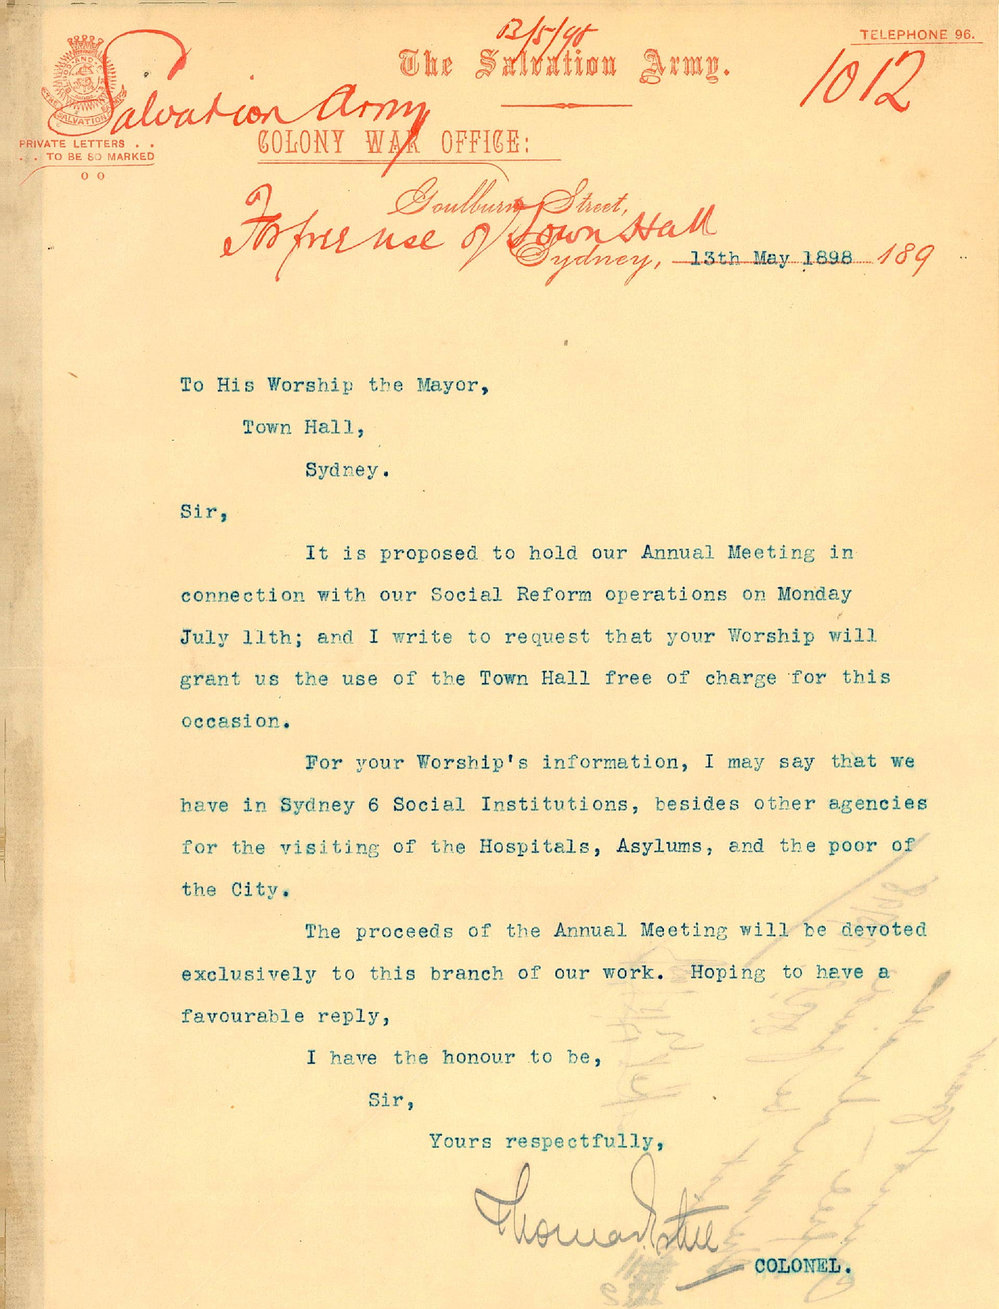 13/5/98
TELEPHONE 96.
The Salvation Army.
1012
Salvation Army
PRIVATE LETTERS . .
. . TO BE SO MARKED
COLONY WAR OFFICE:
Goulburn Street,
For free use of Town Hall
Sydney, 13th May 1898 189
To His Worship the Mayor,
Town Hall,
Sydney.
Sir,
It is proposed to hold our Annual Meeting in
connection with our Social Reform operations on Monday
July 11th; and I write to request that your Worship will
grant us the use of the Town Hall free of charge for this
occasion.
For your Worship's information, I may say that we
have in Sydney 6 Social Institutions, besides other agencies
for the visiting of the Hospitals, Asylums, and the poor of
the City.
The proceeds of the Annual Meeting will be devoted
exclusively to this branch of our work. Hoping to have a
favourable reply,
I have the honour to be,
Sir,
Yours respectfully,
Thomas Estill
COLONEL.